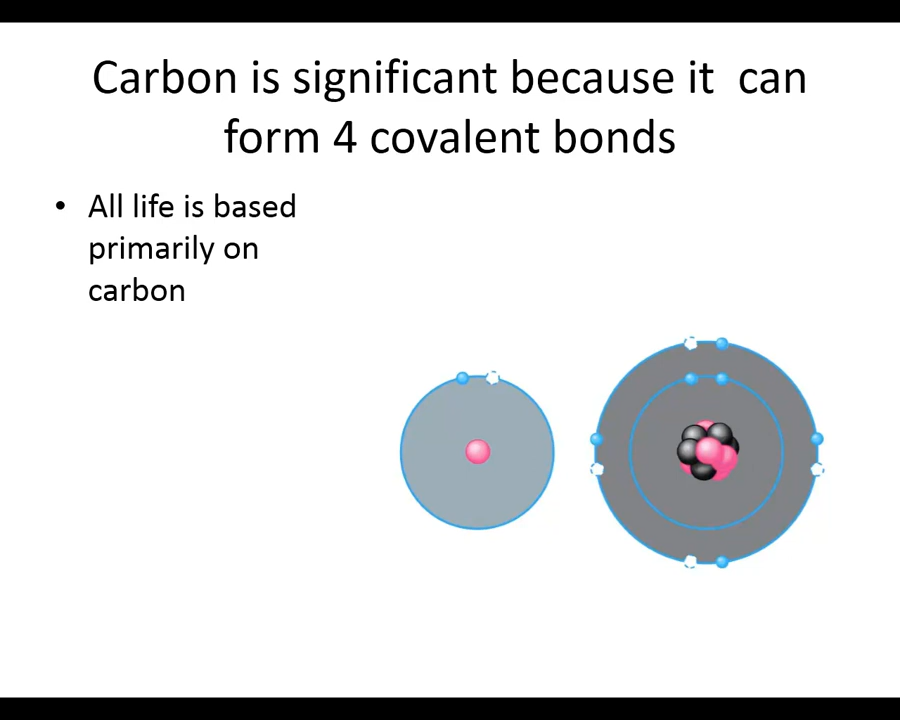 Carbon is significant because it  can
form 4 covalent bonds
• All life is based
primarily on
carbon